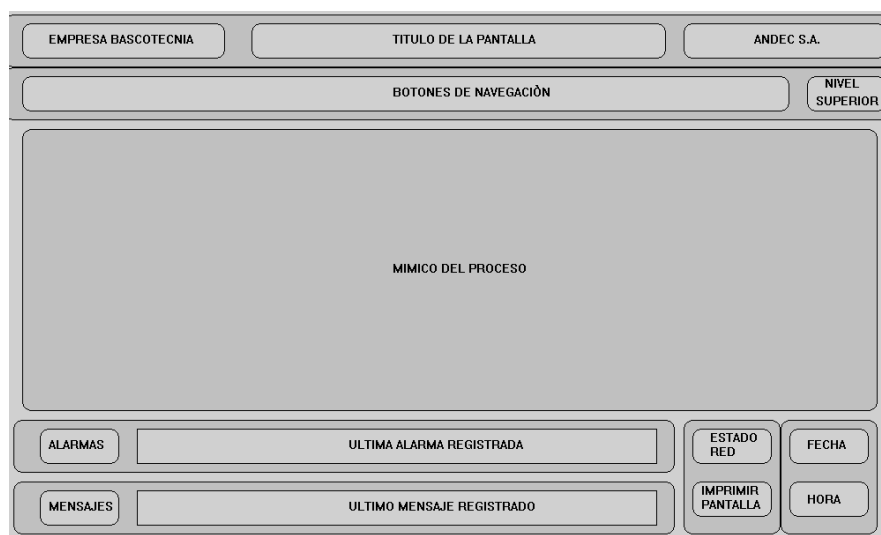 EMPRESA BASCOTECNIA
TITULO DE LA PANTALLA
ANDEC S.A.
BOTONES DE NAVEGACIÒN
NIVEL
SUPERIOR
MIMICO DEL PROCESO
ALARMAS
ULTIMA ALARMA REGISTRADA
ESTADO
RED
FECHA
MENSAJES
ULTIMO MENSAJE REGISTRADO
IMPRIMIR
PANTALLA
HORA